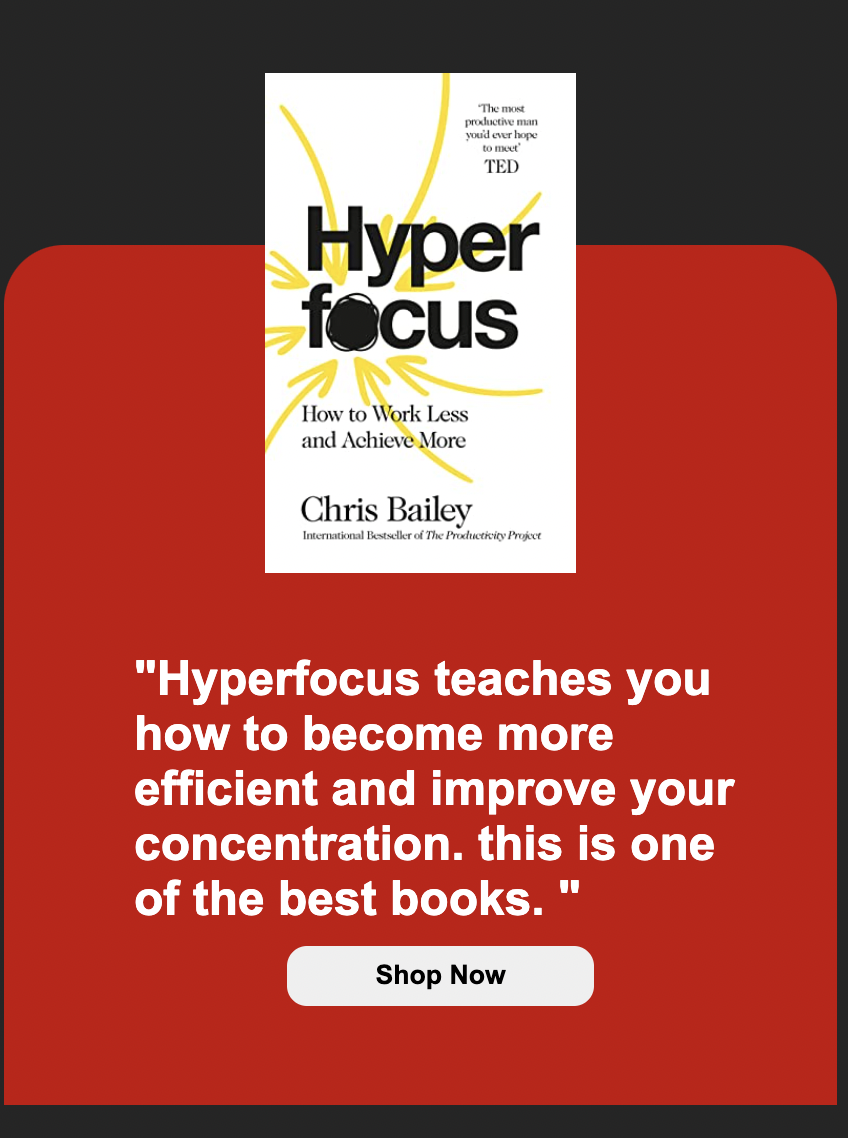 'The most
productive man
you'd ever hope
to meet'
TED
Hyper
focus
How to Work Less
and Achieve More
Chris Bailey
International Bestseller of The Productivity Project
"Hyperfocus teaches you
how to become more
efficient and improve your
concentration. this is one
of the best books. "
Shop Now